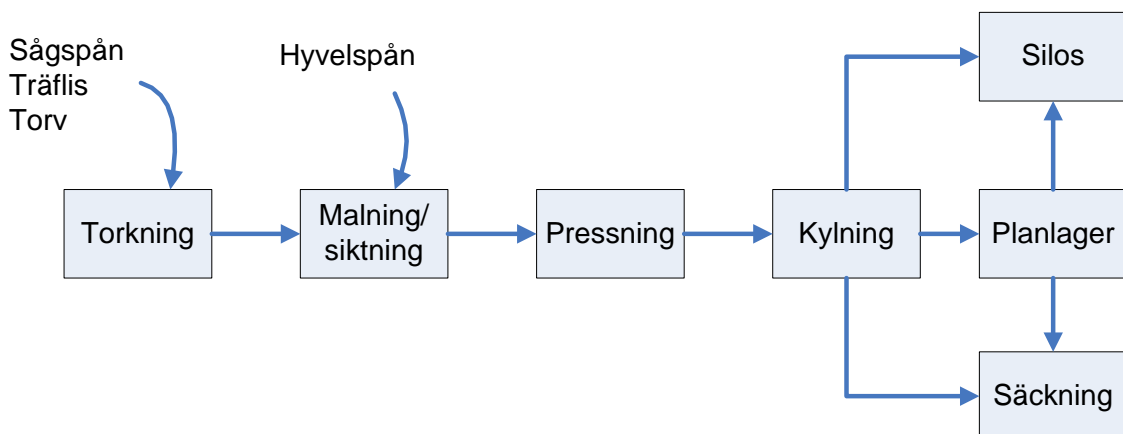 Sågspån
Träflis
Torv
Hyvelspån
Silos
Torkning
Malning/
siktning
Pressning
Kylning
Planlager
Säckning